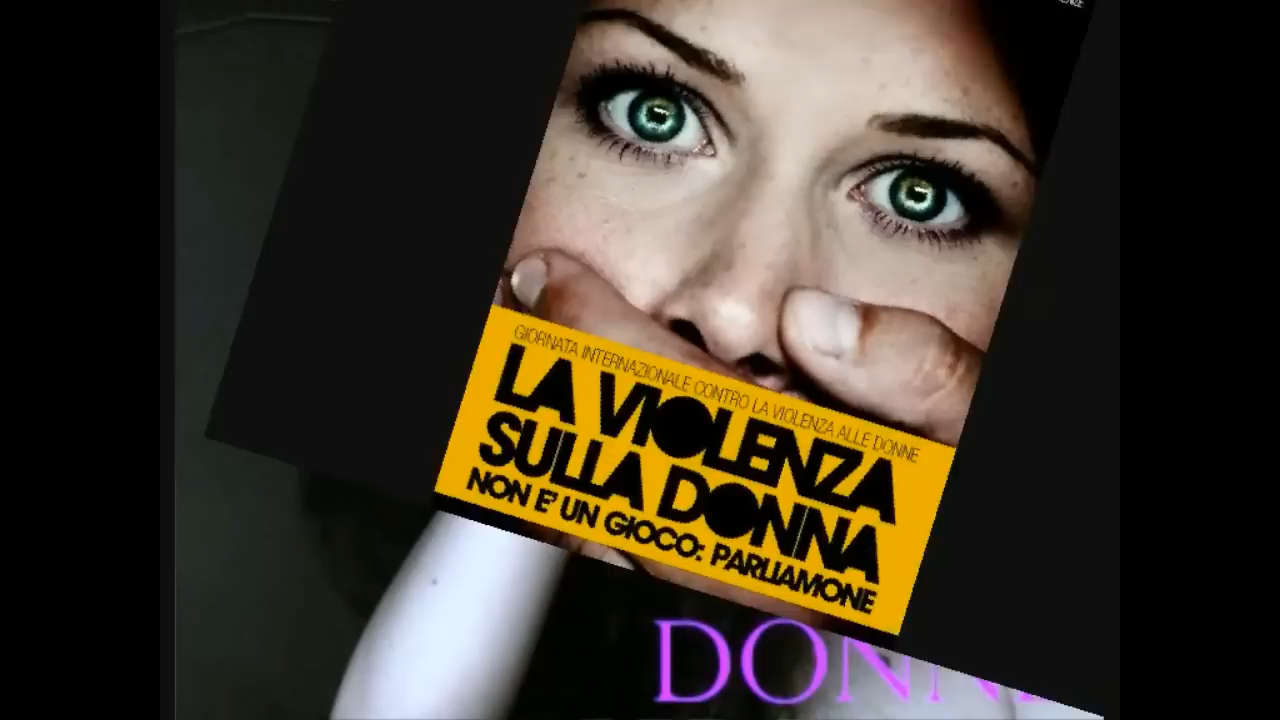 GIORNATA INTERNAZIONALE CONTRO LA VIOLENZA ALLE DONNE
LA VIOLENZA
SULLA DONNA
NON E' UN GIOCO: PARLIAMONE